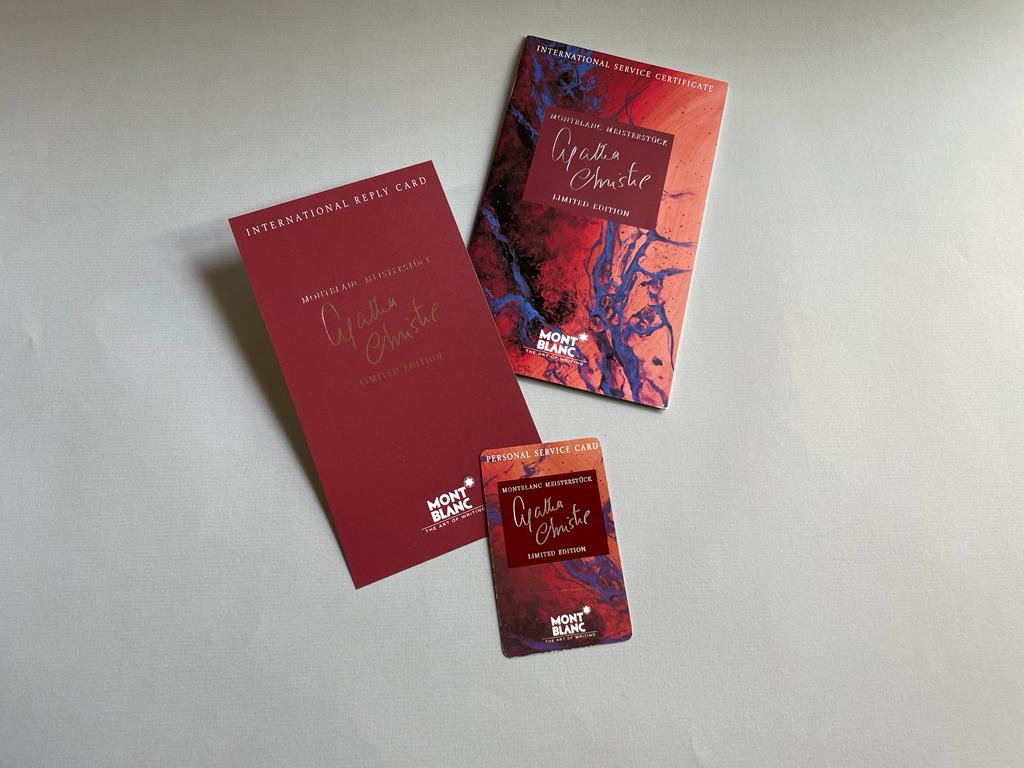 INTERNATIONAL REPLY CARD
MONTBLANC MEISTERSTÜCK
Agatha
Christie
LIMITED EDITION
MONT
BLANC
THE ART OF WRITING
INTERNATIONAL SERVICE CERTIFICATE
MONTBLANC MEISTERSTÜCK
Agatha
Christie
LIMITED EDITION
MONT
BLANC
THE ART OF WRITING
PERSONAL SERVICE CARD
MONTBLANC MEISTERSTÜCK
Agatha
Christie
LIMITED EDITION
MONT
BLANC
THE ART OF WRITING